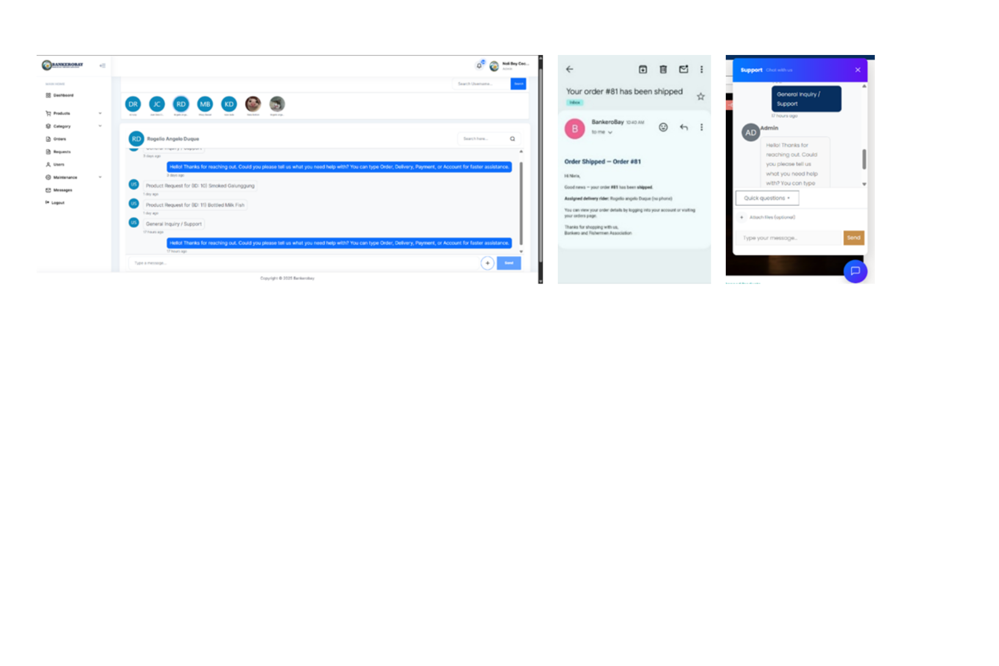 BANKEROBAY
Dashboard
Products
Category
Orders
Requests
Users
Maintenance
Messages
Logout
Noli Boy Coc...
Search Username...
Search
DR
JC
RD
MB
KD
RD
Rogelio Angelo Duque
Search here...
General Inquiry / Support
3 days ago
Hello! Thanks for reaching out. Could you please tell us what you need help with? You can type Order, Delivery, Payment, or Account for faster assistance.
3 days ago
US
Product Request for (ID: 10) Smoked Galunggung
1 day ago
US
Product Request for (ID: 11) Bottled Milk Fish
1 day ago
US
General Inquiry / Support
17 hours ago
Hello! Thanks for reaching out. Could you please tell us what you need help with? You can type Order, Delivery, Payment, or Account for faster assistance.
17 hours ago
Type a message...
+
Send
Copyright © 2025 Bankerobay
Your order #81 has been shipped
Inbox
B
BankeroBay 10:40 AM
to me
Order Shipped – Order #81
Good news – your order #81 has been shipped.
Assigned delivery rider: Rogelio angelo Duque (no phone)
You can view your order details by logging into your account or visiting
your orders page.
Thanks for shopping with us,
Bankero and Fishermen Association
Support Chat with us
General Inquiry /
Support
17 hours ago
AD
Admin
Hello! Thanks for
reaching out. Could
you please tell us
what you need help
with? You can type
Quick questions
+ Attach Files (optional)
Type your message...
Send